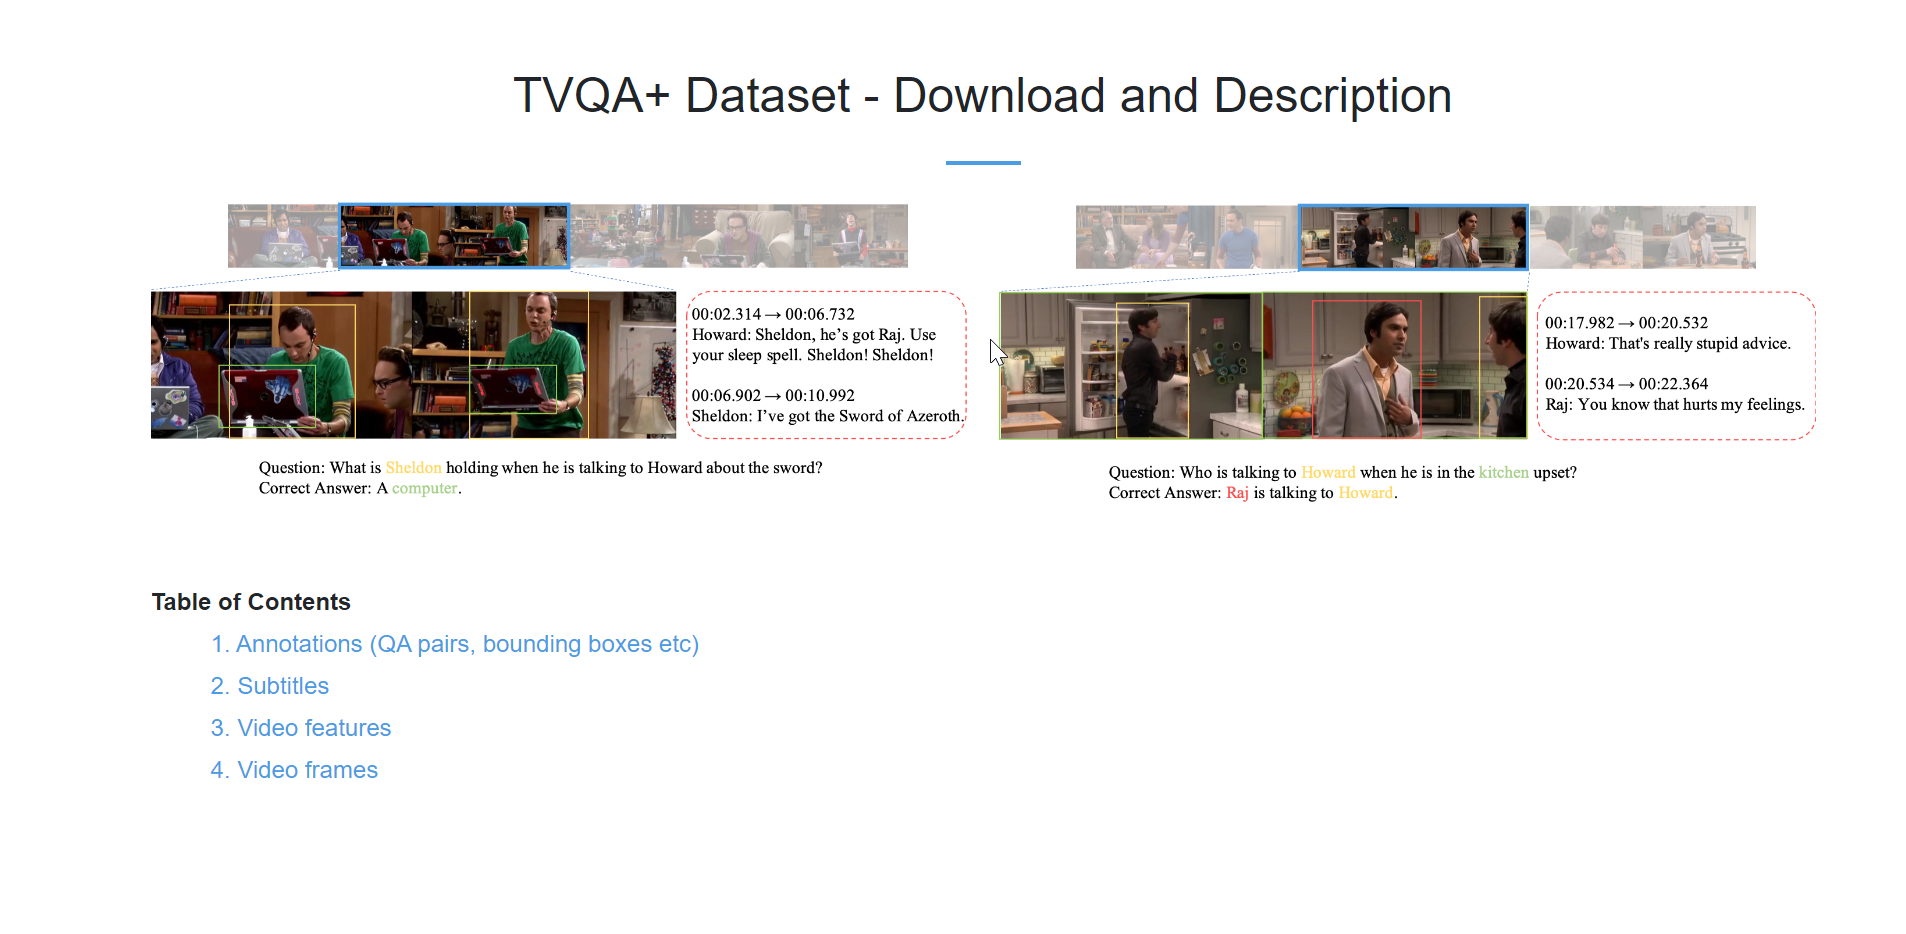 TVQA+ Dataset - Download and Description
00:02.314 → 00:06.732
Howard: Sheldon, he’s got Raj. Use
your sleep spell. Sheldon! Sheldon!
00:06.902 → 00:10.992
Sheldon: I’ve got the Sword of Azeroth.
Question: What is Sheldon holding when he is talking to Howard about the sword?
Correct Answer: A computer.
00:17.982 → 00:20.532
Howard: That's really stupid advice.
00:20.534 → 00:22.364
Raj: You know that hurts my feelings.
Question: Who is talking to Howard when he is in the kitchen upset?
Correct Answer: Raj is talking to Howard.
Table of Contents
1. Annotations (QA pairs, bounding boxes etc)
2. Subtitles
3. Video features
4. Video frames